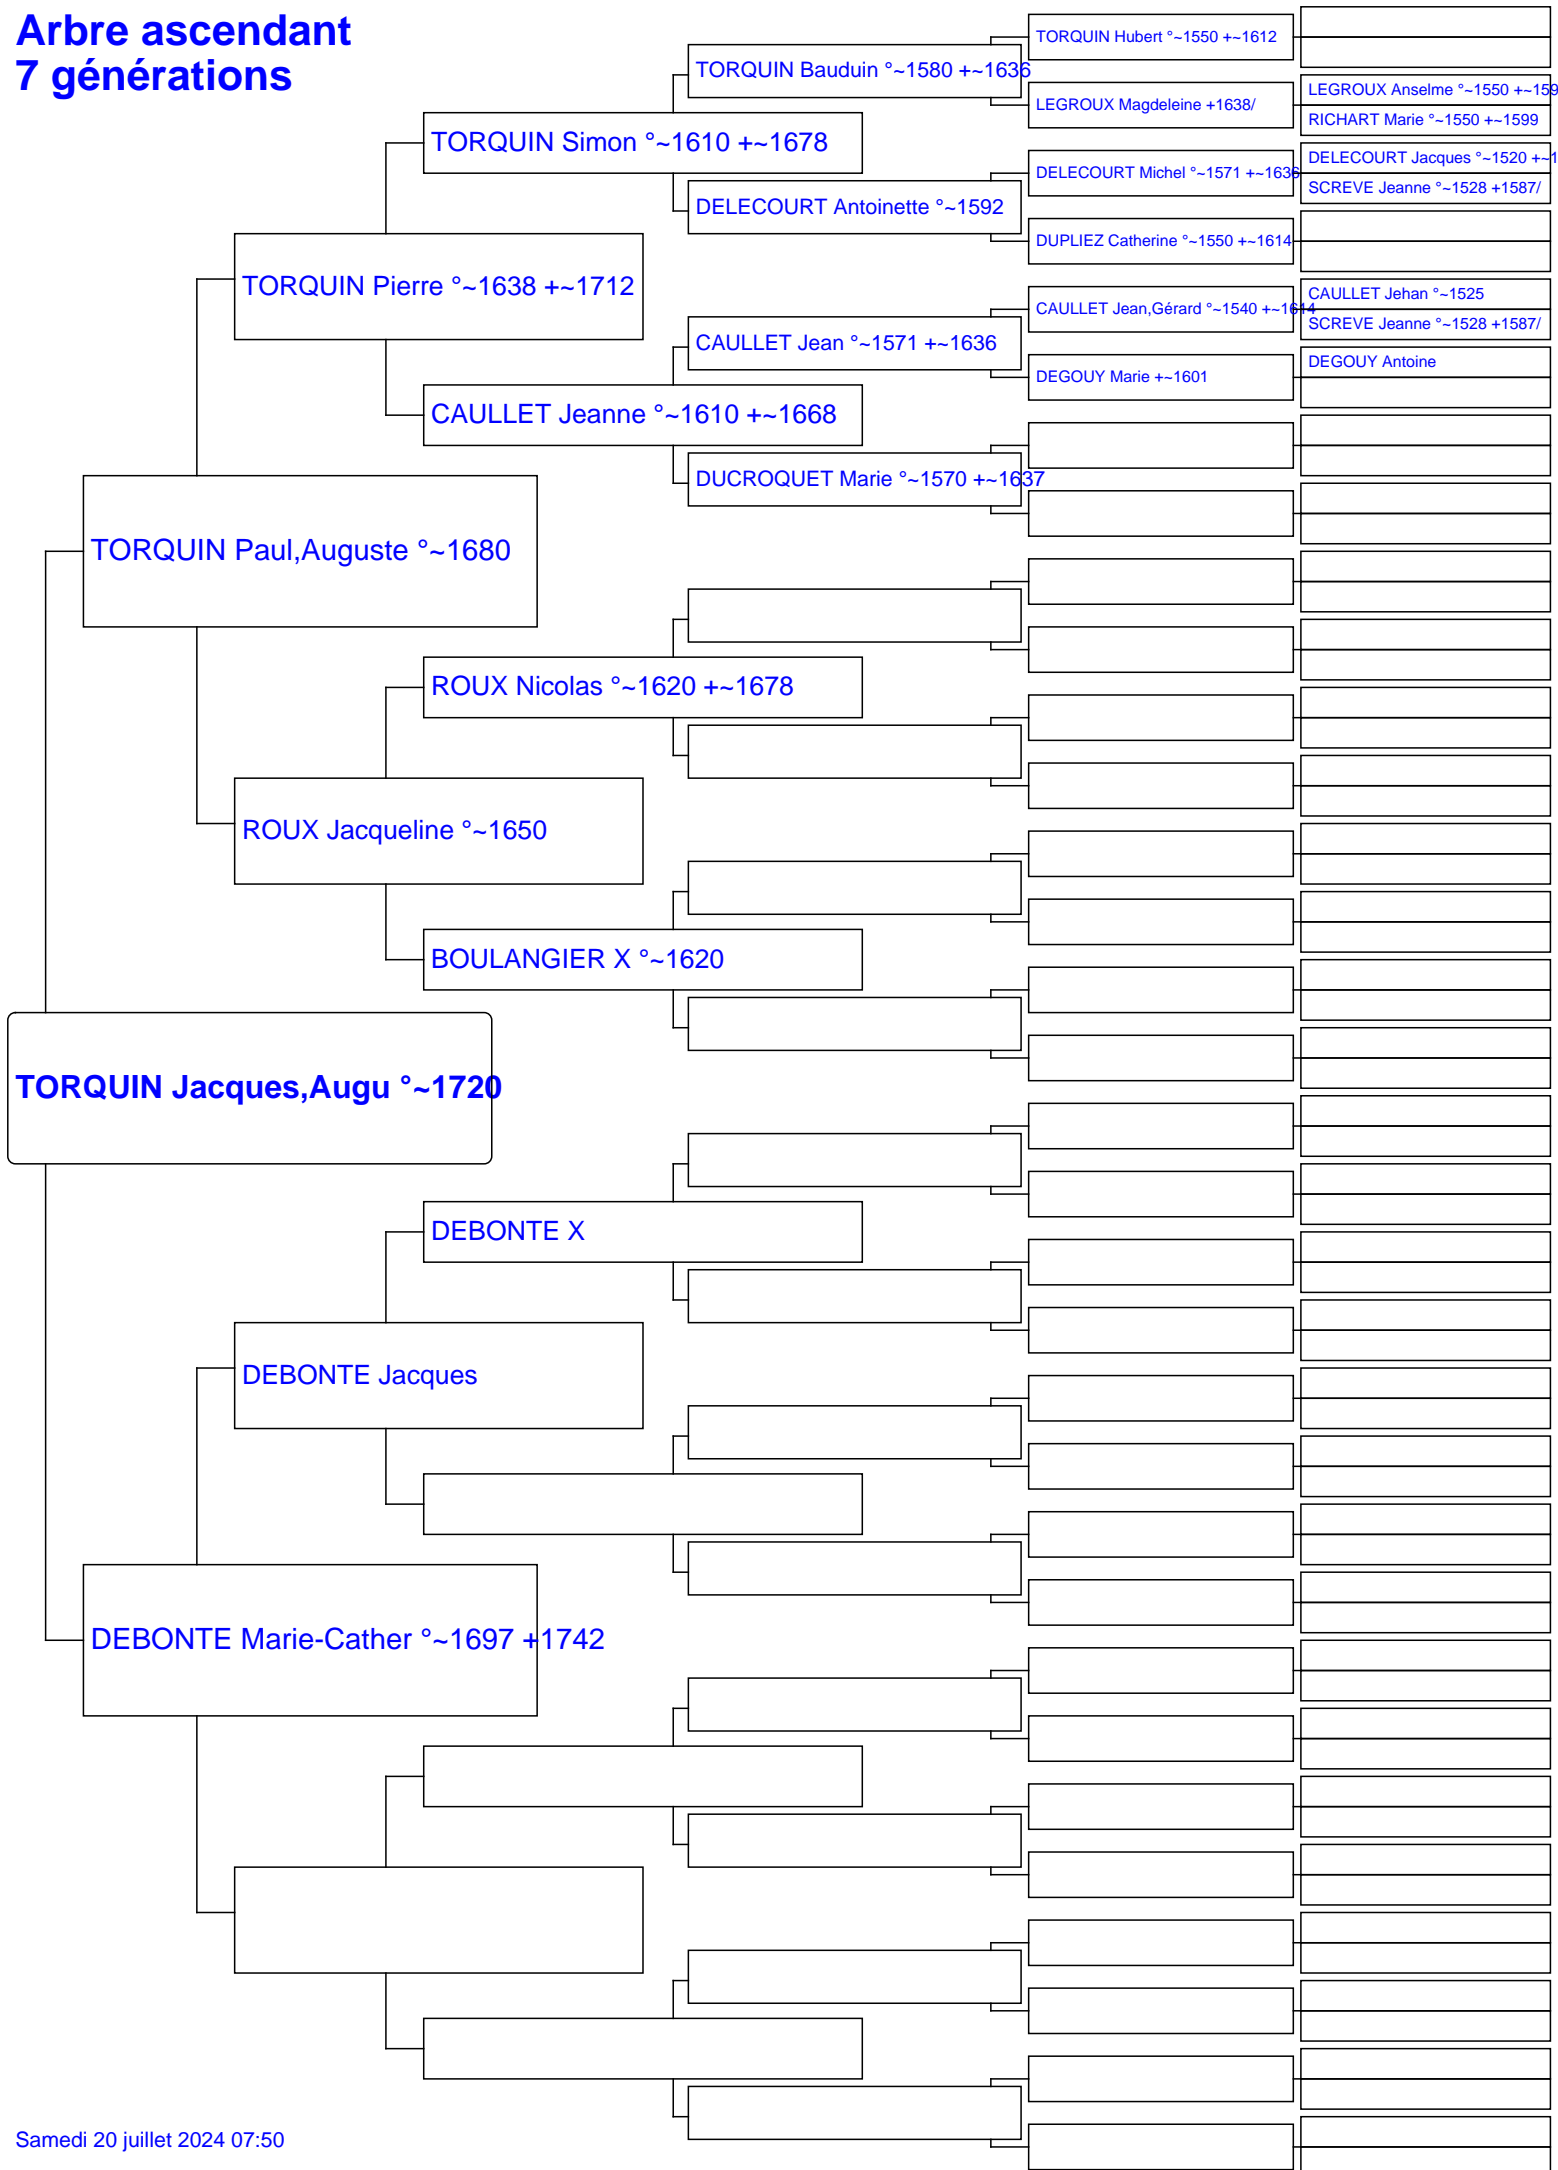 Arbre ascendant
7 générations
TORQUIN Hubert °~1550 +~1612
TORQUIN Bauduin °~1580 +~1636
LEGROUX Anselme °~1550 +~159
LEGROUX Magdeleine +1638/
RICHART Marie °~1550 +~1599
TORQUIN Simon °~1610 +~1678
DELECOURT Jacques °~1520 +~1
DELECOURT Michel °~1571 +~1636
SCREVE Jeanne °~1528 +1587/
DELECOURT Antoinette °~1592
DUPLIEZ Catherine °~1550 +~1614
TORQUIN Pierre °~1638 +~1712
CAULLET Jehan °~1525
CAULLET Jean,Gérard °~1540 +~1614
SCREVE Jeanne °~1528 +1587/
CAULLET Jean °~1571 +~1636
DEGOUY Antoine
DEGOUY Marie +~1601
CAULLET Jeanne °~1610 +~1668
DUCROQUET Marie °~1570 +~1637
TORQUIN Paul,Auguste °~1680
ROUX Nicolas °~1620 +~1678
ROUX Jacqueline °~1650
BOULANGIER X °~1620
TORQUIN Jacques,Augu °~1720
DEBONTE X
DEBONTE Jacques
DEBONTE Marie-Cather °~1697 +1742
Samedi 20 juillet 2024 07:50